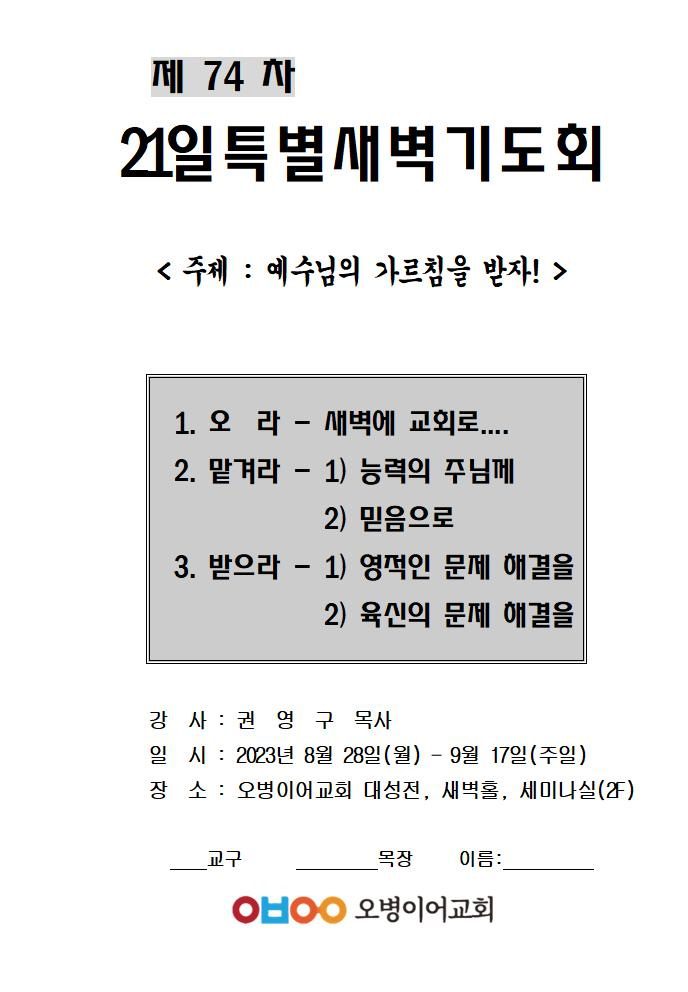 제 74 차
21일특별새벽기도회
< 주제 : 예수님의 가르침을 받자! >
1. 오 라 - 새벽에 교회로....
2. 맡겨라 - 1) 능력의 주님께
2) 믿음으로
3. 받으라 - 1) 영적인 문제 해결을
2) 육신의 문제 해결을
강 사 : 권 영 구 목사
일 시 : 2023년 8월 28일(월) - 9월 17일(주일)
장 소 : 오병이어교회 대성전, 새벽홀, 세미나실(2F)
____교구 ________목장 이름:_________
오병이어교회